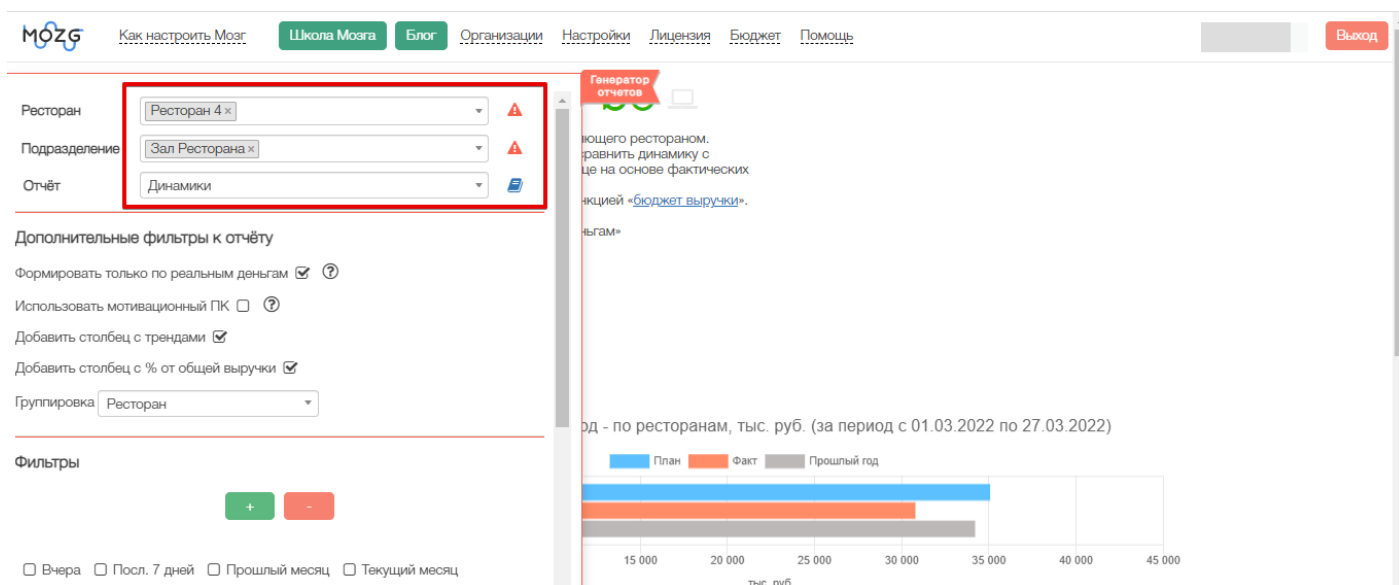 MOZG Как настроить Мозг Школа Мозга Блог Организации Настройки Лицензия Бюджет Помощь Выход
Генератор
отчетов
Ресторан Ресторан 4 ×
Подразделение Зал Ресторана ×
Отчёт Динамики
Дополнительные фильтры к отчёту
Формировать только по реальным деньгам ?
Использовать мотивационный ПК ?
Добавить столбец с трендами
Добавить столбец с % от общей выручки
Группировка Ресторан
Фильтры
+ -
Вчера Посл. 7 дней Прошлый месяц Текущий месяц
ющего рестораном.
равнить динамику с
це на основе фактических
кцией «бюджет выручки».
ьгам»
од - по ресторанам, тыс. руб. (за период с 01.03.2022 по 27.03.2022)
План Факт Прошлый год
15 000 20 000 25 000 30 000 35 000 40 000 45 000
тыс. руб.